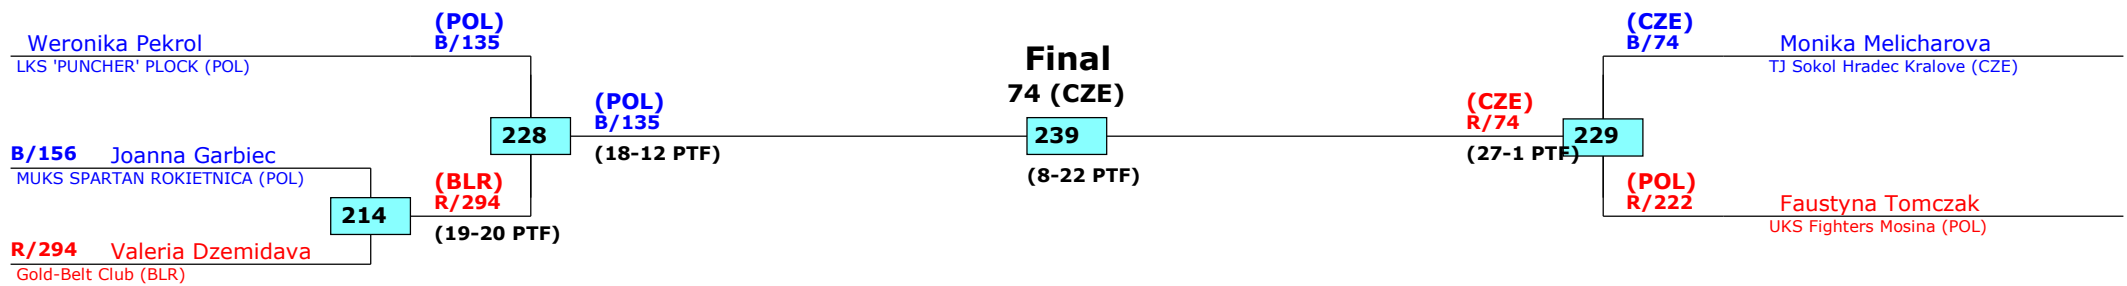 (POL)
B/135
Weronika Pekrol
LKS 'PUNCHER' PLOCK (POL)
B/156 Joanna Garbiec
MUKS SPARTAN ROKIETNICA (POL)
214
R/294 Valeria Dzemidava
Gold-Belt Club (BLR)
(BLR)
R/294
(19-20 PTF)
228
(POL)
B/135
(18-12 PTF)
Final
74 (CZE)
239
(8-22 PTF)
(CZE)
R/74
(27-1 PTF)
229
(CZE)
B/74
Monika Melicharova
TJ Sokol Hradec Kralove (CZE)
(POL)
R/222
Faustyna Tomczak
UKS Fighters Mosina (POL)